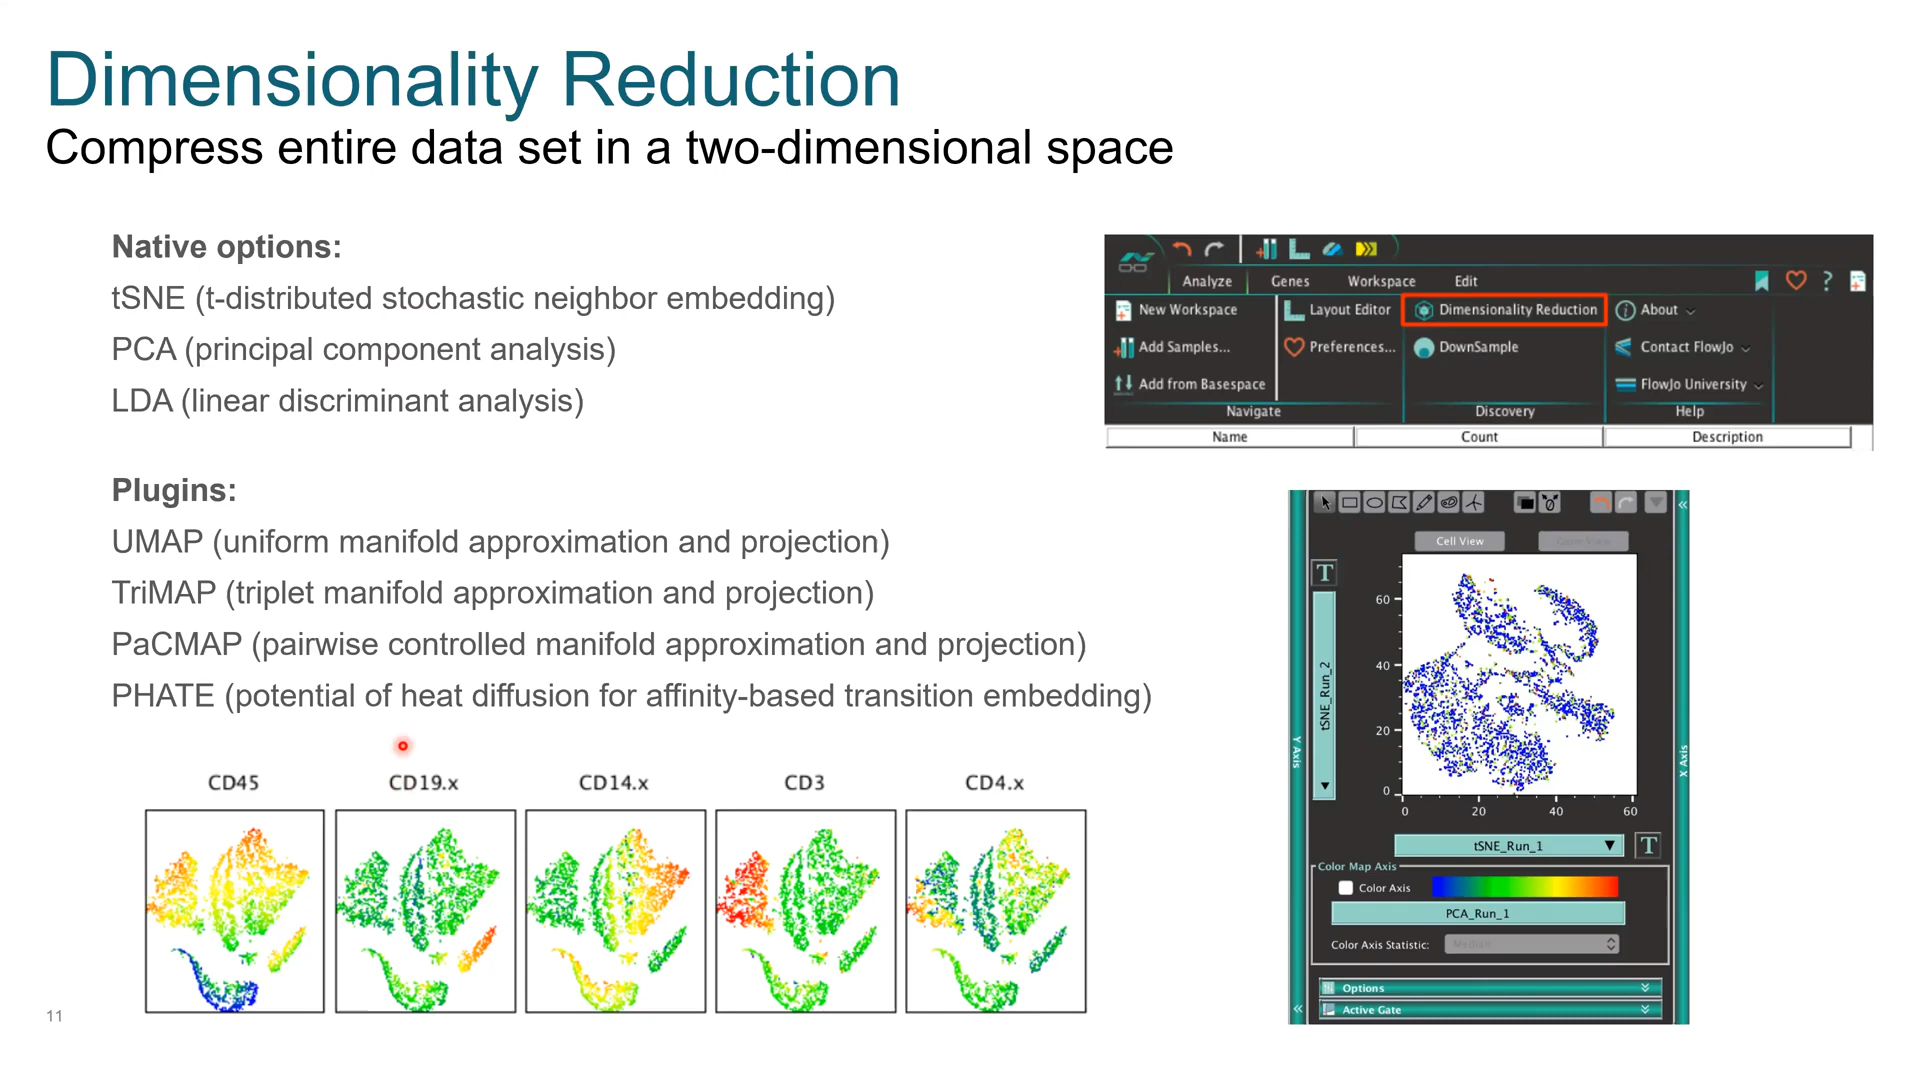 Dimensionality Reduction
Compress entire data set in a two-dimensional space
Native options:
tSNE (t-distributed stochastic neighbor embedding)
PCA (principal component analysis)
LDA (linear discriminant analysis)
Plugins:
UMAP (uniform manifold approximation and projection)
TriMAP (triplet manifold approximation and projection)
PaCMAP (pairwise controlled manifold approximation and projection)
PHATE (potential of heat diffusion for affinity-based transition embedding)
CD45 CD19.x CD14.x CD3 CD4.x
11
Analyze Genes Workspace Edit
New Workspace Layout Editor Dimensionality Reduction About
Add Samples... Preferences... DownSample Contact FlowJo
Add from Basespace FlowJo University
Navigate Discovery Help
Name Count Description
Cell View
T
60
40
20
0
tSNE_Run_2
Y Axis
X Axis
0 20 40 60
tSNE_Run_1 T
Color Map Axis
Color Axis
PCA_Run_1
Color Axis Statistic: Median
Options
Active Gate